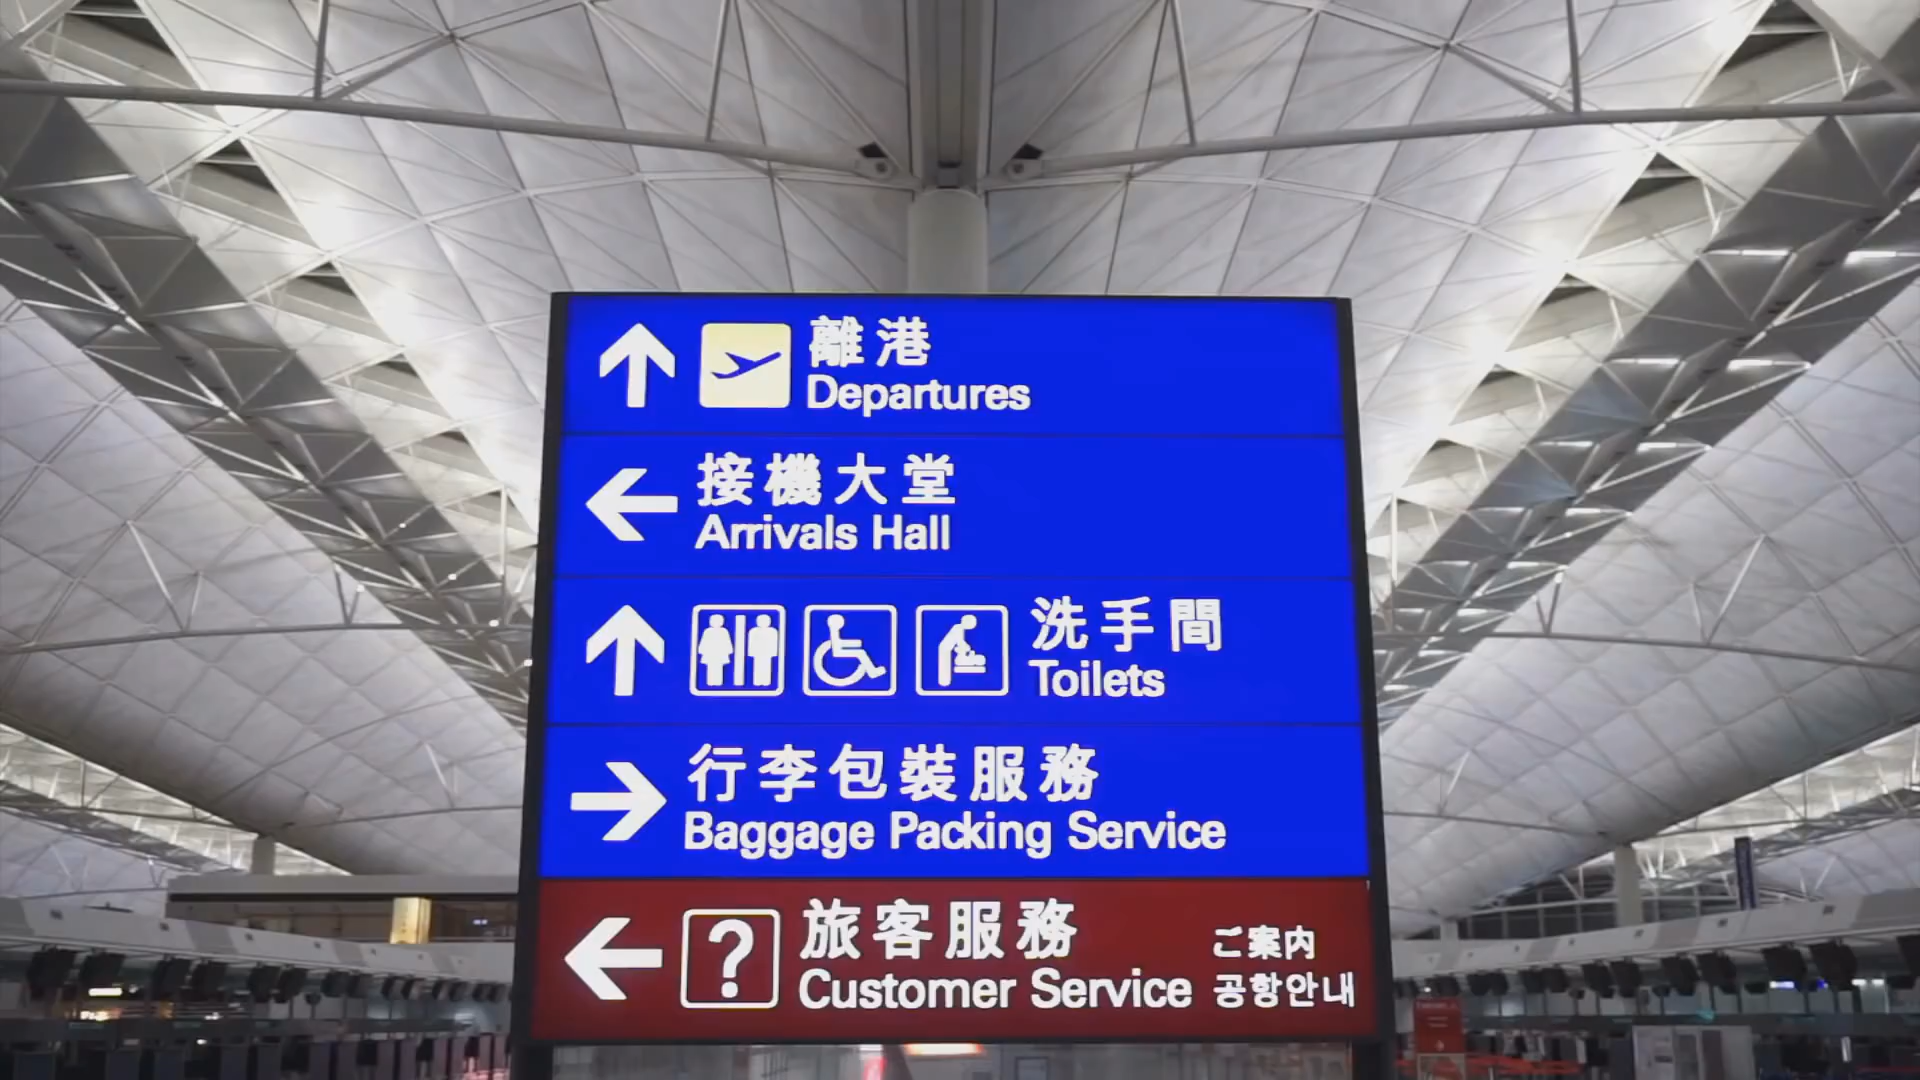 離港
Departures
接機大堂
Arrivals Hall
洗手間
Toilets
行李包裝服務
Baggage Packing Service
?
旅客服務
Customer Service
ご案内
공항안내